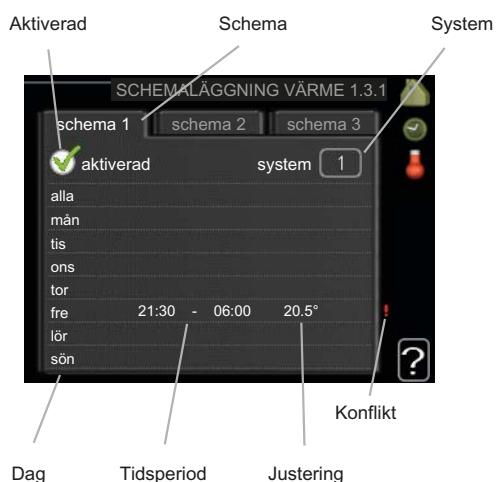 Aktiverad Schema System
SCHEMALÄGGNING VÄRME 1.3.1
schema 1 schema 2 schema 3
aktiverad system 1
alla
mån
tis
ons
tor
fre 21:30 - 06:00 20.5° !
lör
sön
?
Konflikt
Dag Tidsperiod Justering